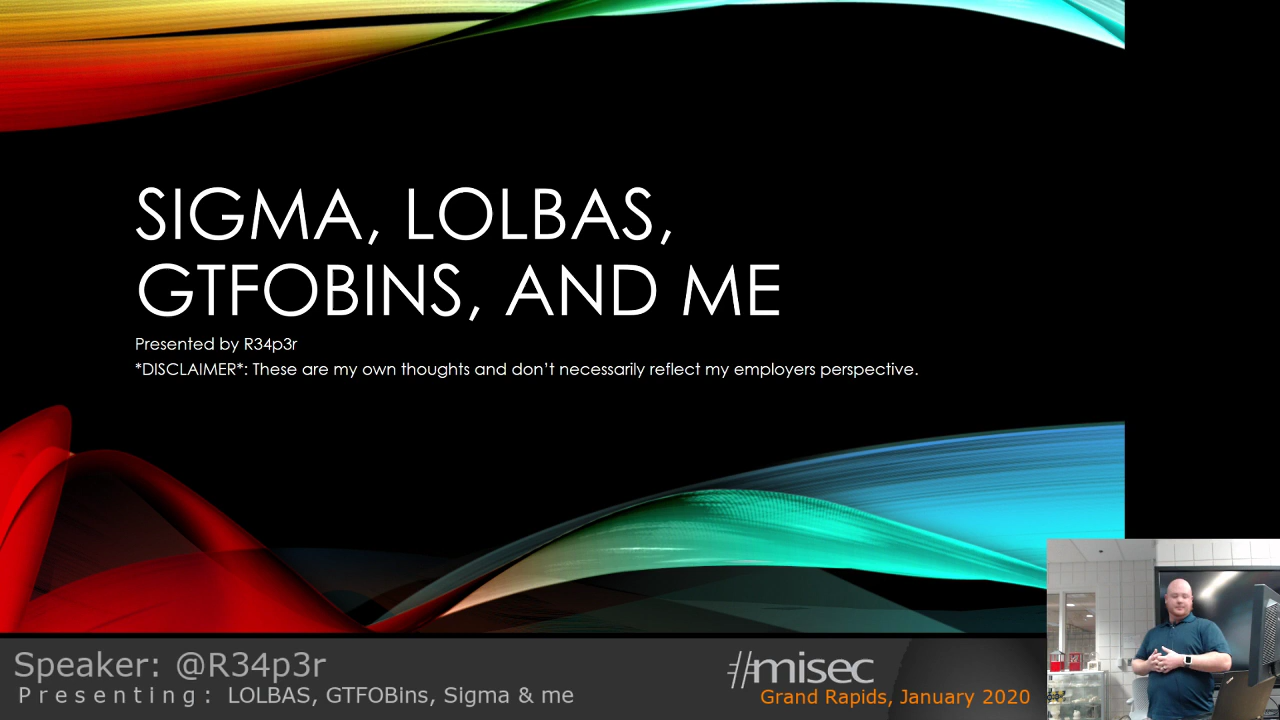 SIGMA, LOLBAS,
GTFOBINS, AND ME
Presented by R34p3r
*DISCLAIMER*: These are my own thoughts and don't necessarily reflect my employers perspective.
Speaker: @R34p3r
Presenting: LOLBAS, GTFOBins, Sigma & me
#misec
Grand Rapids, January 2020